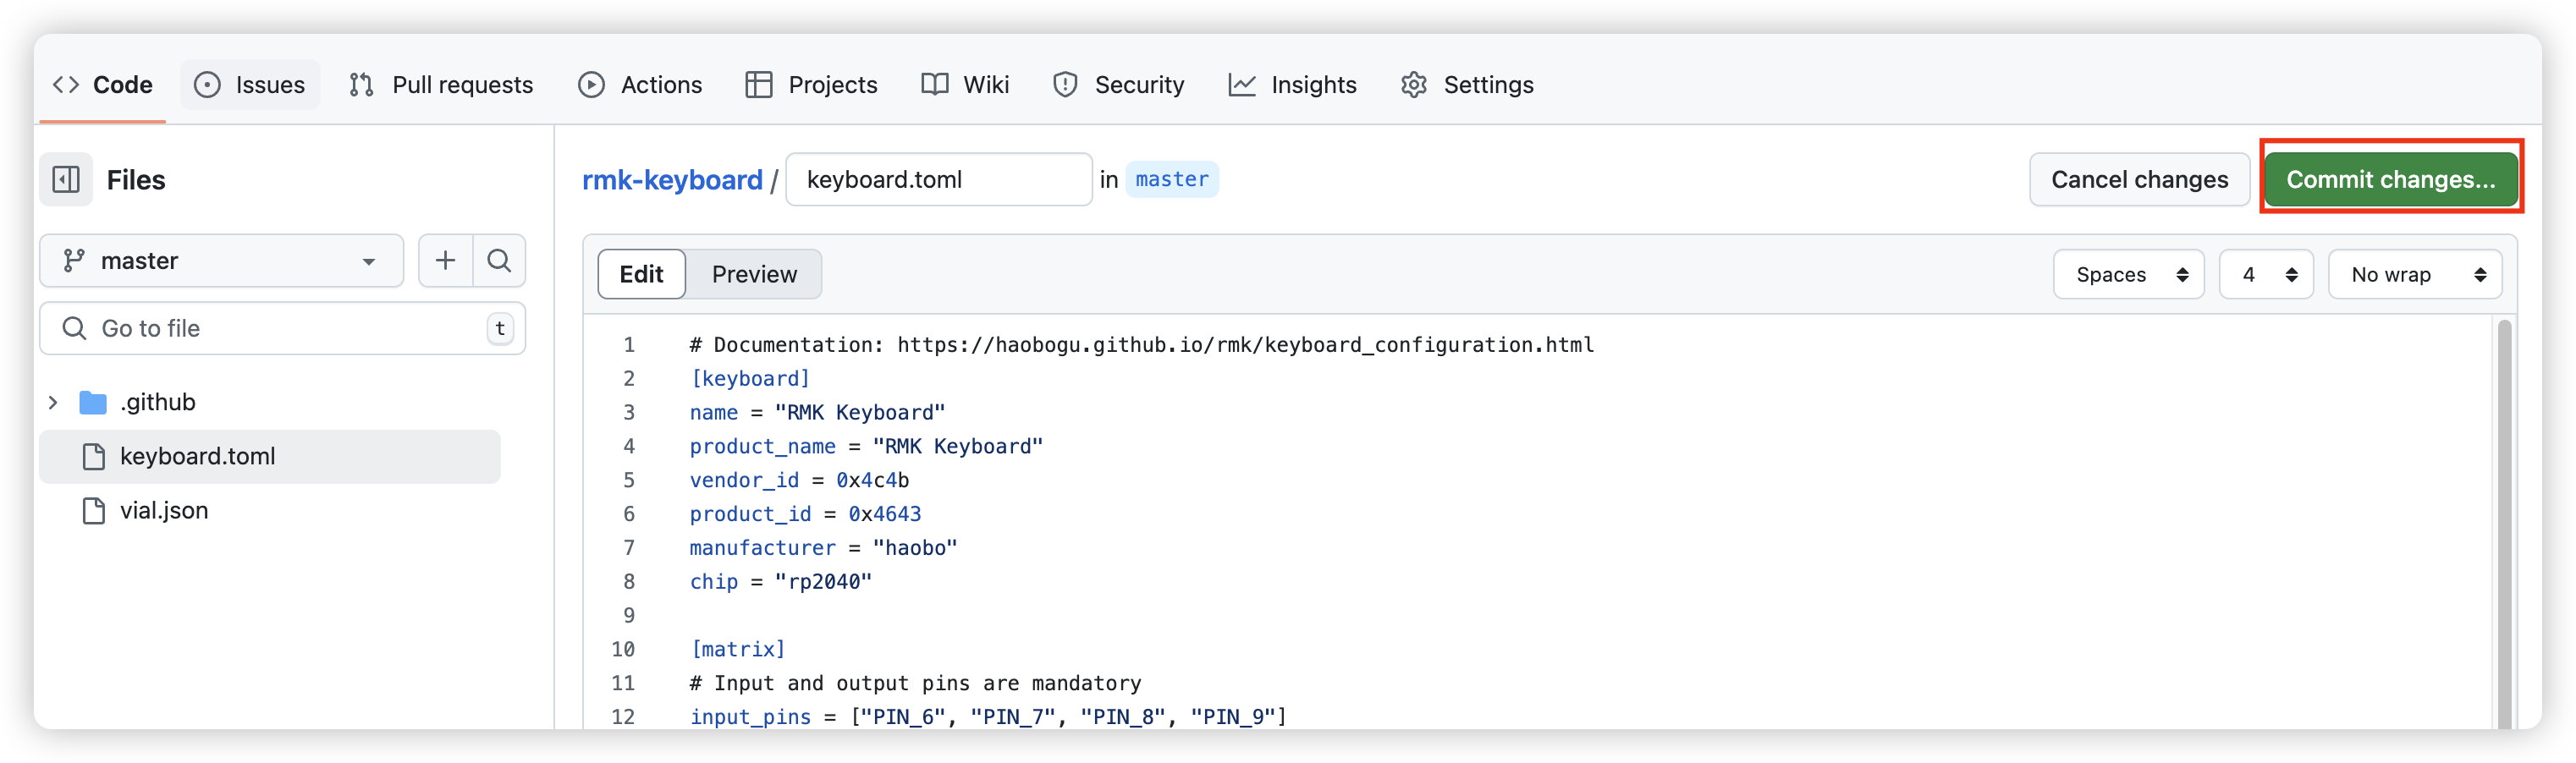 Code Issues Pull requests Actions Projects Wiki Security Insights Settings
Files
master
Go to file t
.github
keyboard.toml
vial.json
rmk-keyboard / keyboard.toml in master Cancel changes Commit changes...
Edit Preview Spaces 4 No wrap
1 # Documentation: https://haobogu.github.io/rmk/keyboard_configuration.html
2 [keyboard]
3 name = "RMK Keyboard"
4 product_name = "RMK Keyboard"
5 vendor_id = 0x4c4b
6 product_id = 0x4643
7 manufacturer = "haobo"
8 chip = "rp2040"
9
10 [matrix]
11 # Input and output pins are mandatory
12 input_pins = ["PIN_6", "PIN_7", "PIN_8", "PIN_9"]